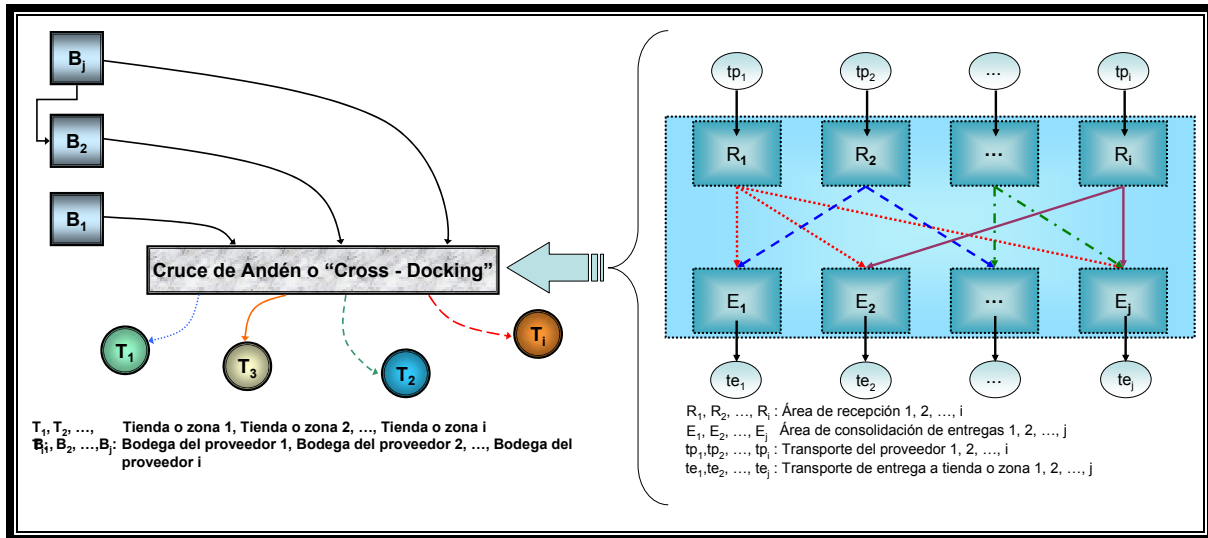 Bj
B2
B1
Cruce de Andén o “Cross - Docking”
T1
T3
T2
Ti
T1, T2, …, Tienda o zona 1, Tienda o zona 2, …, Tienda o zona i
B2, …,Bj: Bodega del proveedor 1, Bodega del proveedor 2, …, Bodega del
proveedor i
tp1 tp2 ... tpi
R1 R2 ... Ri
E1 E2 ... Ej
te1 te2 ... tej
R1, R2, …, Ri : Área de recepción 1, 2, …, i
E1, E2, …, Ej Área de consolidación de entregas 1, 2, …, j
tp1,tp2, …, tpi : Transporte del proveedor 1, 2, …, i
te1,te2, …, tej : Transporte de entrega a tienda o zona 1, 2, …, j